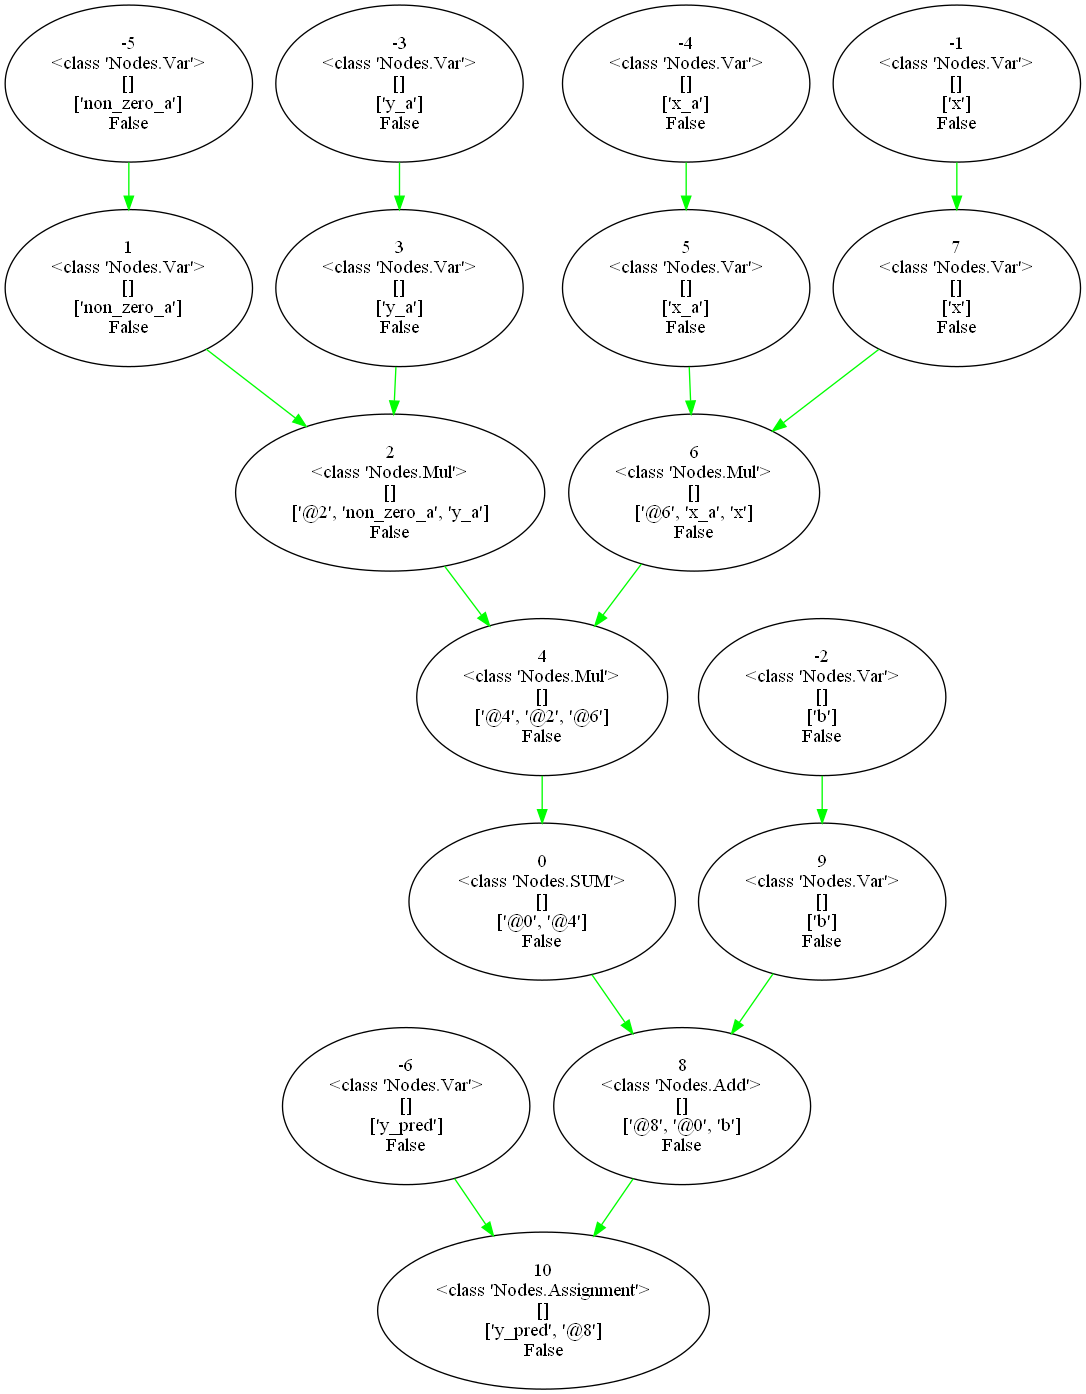 -5
<class 'Nodes.Var'>
[]
['non_zero_a']
False
-3
<class 'Nodes.Var'>
[]
['y_a']
False
-4
<class 'Nodes.Var'>
[]
['x_a']
False
-1
<class 'Nodes.Var'>
[]
['x']
False
1
<class 'Nodes.Var'>
[]
['non_zero_a']
False
3
<class 'Nodes.Var'>
[]
['y_a']
False
5
<class 'Nodes.Var'>
[]
['x_a']
False
7
<class 'Nodes.Var'>
[]
['x']
False
2
<class 'Nodes.Mul'>
[]
['@2', 'non_zero_a', 'y_a']
False
6
<class 'Nodes.Mul'>
[]
['@6', 'x_a', 'x']
False
4
<class 'Nodes.Mul'>
[]
['@4', '@2', '@6']
False
-2
<class 'Nodes.Var'>
[]
['b']
False
0
<class 'Nodes.SUM'>
[]
['@0', '@4']
False
9
<class 'Nodes.Var'>
[]
['b']
False
-6
<class 'Nodes.Var'>
[]
['y_pred']
False
8
<class 'Nodes.Add'>
[]
['@8', '@0', 'b']
False
10
<class 'Nodes.Assignment'>
[]
['y_pred', '@8']
False